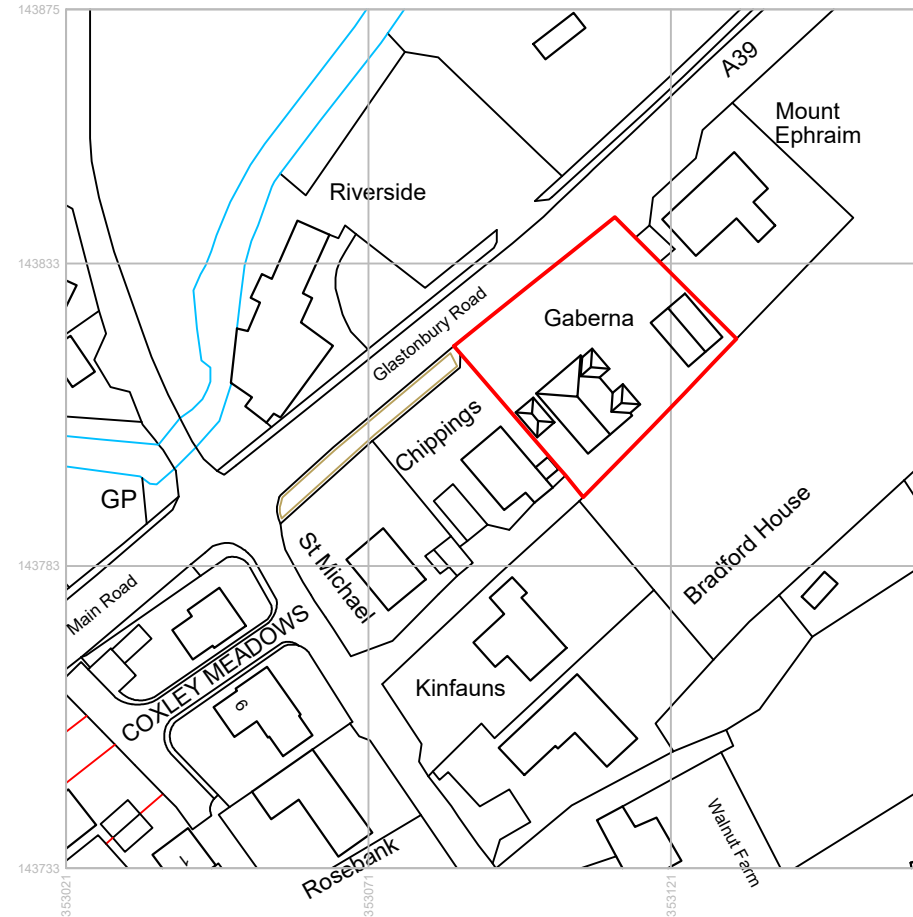 143875
A39
Mount
Ephraim
Riverside
143833
Glastonbury Road
Gaberna
Chippings
GP
Bradford House
St Michael
143783
Main Road
COXLEY MEADOWS
Kinfauns
6
Walnut Farm
1
Rosebank
143733
353021
353071
353121